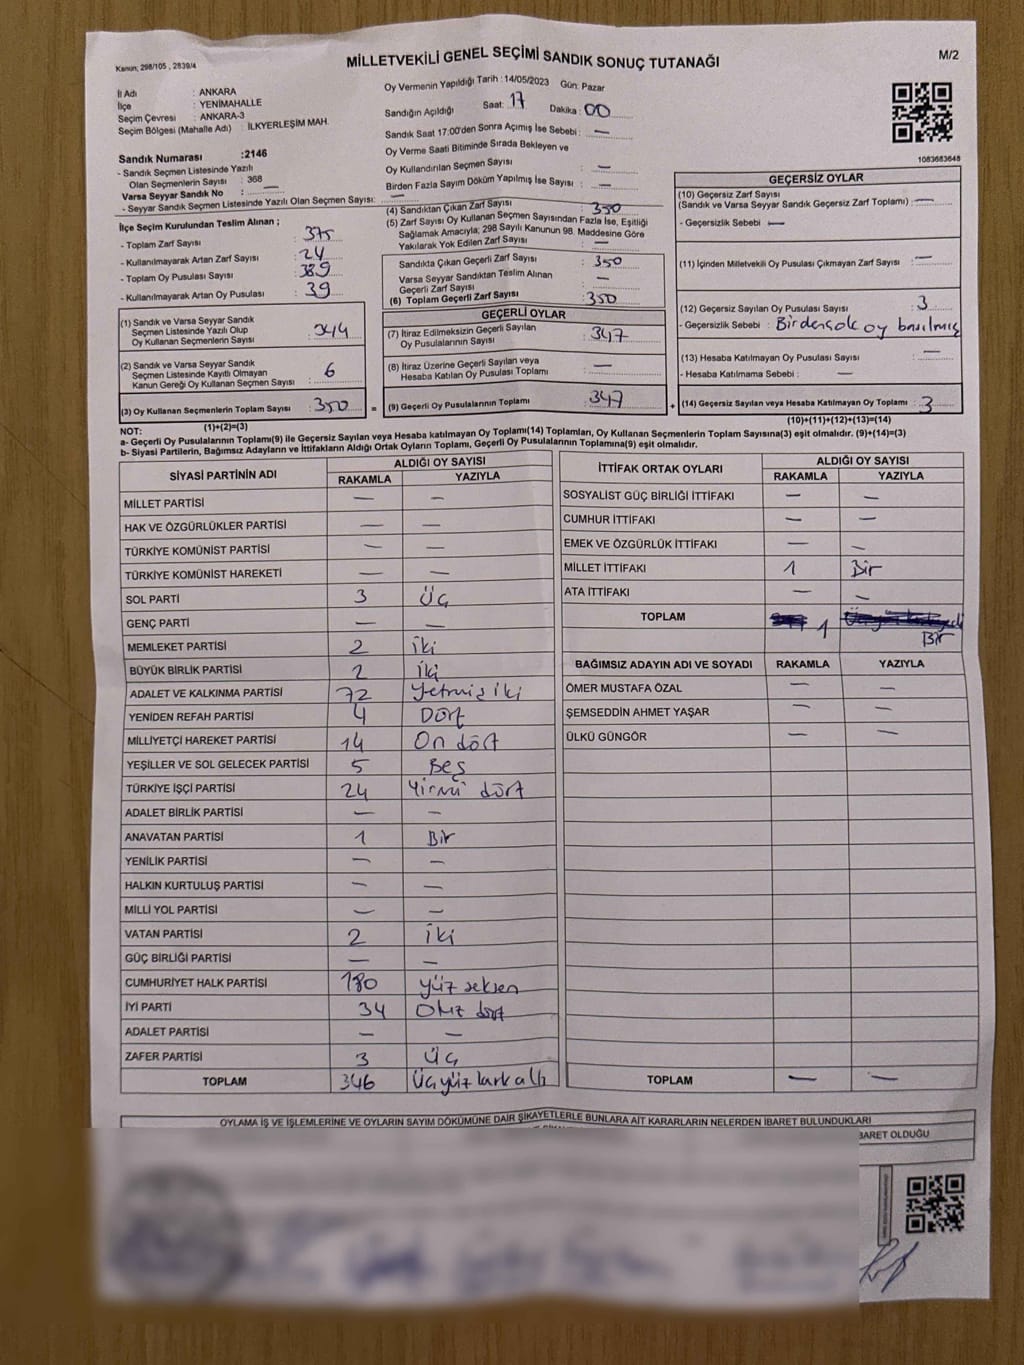 Kanun; 298/105 , 2839/4
MİLLETVEKİLİ GENEL SEÇİMİ SANDIK SONUÇ TUTANAĞI
M/2
İl Adı : ANKARA
İlçe : YENİMAHALLE
Seçim Çevresi : ANKARA-3
Seçim Bölgesi (Mahalle Adı) : İLKYERLEŞİM MAH.
Sandık Numarası :2146
- Sandık Seçmen Listesinde Yazılı
Olan Seçmenlerin Sayısı : 368
Varsa Seyyar Sandık No : —
- Seyyar Sandık Seçmen Listesinde Yazılı Olan Seçmen Sayısı: —
Oy Vermenin Yapıldığı Tarih : 14/05/2023 Gün: Pazar
Sandığın Açıldığı Saat: 17 Dakika: 00
Sandık Saat 17:00'den Sonra Açımış İse Sebebi : —
Oy Verme Saati Bitiminde Sırada Bekleyen ve
Oy Kullandırılan Seçmen Sayısı : —
Birden Fazla Sayım Döküm Yapılmış İse Sayısı : —
1083683648
İlçe Seçim Kurulundan Teslim Alınan ;
- Toplam Zarf Sayısı : 375
- Kullanılmayarak Artan Zarf Sayısı : 24
- Toplam Oy Pusulası Sayısı : 389
- Kullanılmayarak Artan Oy Pusulası : 39
(4) Sandıktan Çıkan Zarf Sayısı : 350
(5) Zarf Sayısı Oy Kullanan Seçmen Sayısından Fazla İse, Eşitliği
Sağlamak Amacıyla; 298 Sayılı Kanunun 98. Maddesine Göre
Yakılarak Yok Edilen Zarf Sayısı : —
Sandıkta Çıkan Geçerli Zarf Sayısı : 350
Varsa Seyyar Sandıktan Teslim Alınan
Geçerli Zarf Sayısı : —
(6) Toplam Geçerli Zarf Sayısı : 350
GEÇERSİZ OYLAR
(10) Geçersiz Zarf Sayısı
(Sandık ve Varsa Seyyar Sandık Geçersiz Zarf Toplamı) : —
- Geçersizlik Sebebi : —
(11) İçinden Milletvekili Oy Pusulası Çıkmayan Zarf Sayısı : —
(12) Geçersiz Sayılan Oy Pusulası Sayısı : 3
- Geçersizlik Sebebi : Birden çok oy basılmış
(13) Hesaba Katılmayan Oy Pusulası Sayısı : —
- Hesaba Katılmama Sebebi : —
(14) Geçersiz Sayılan veya Hesaba Katılmayan Oy Toplamı : 3
(10)+(11)+(12)+(13)=(14)
(1) Sandık ve Varsa Seyyar Sandık
Seçmen Listesinde Yazılı Olup
Oy Kullanan Seçmenlerin Sayısı : 344
(2) Sandık ve Varsa Seyyar Sandık
Seçmen Listesinde Kayıtlı Olmayan
Kanun Gereği Oy Kullanan Seçmen Sayısı : 6
(3) Oy Kullanan Seçmenlerin Toplam Sayısı : 350
(1)+(2)=(3)
=
GEÇERLİ OYLAR
(7) İtiraz Edilmeksizin Geçerli Sayılan
Oy Pusulalarının Sayısı : 347
(8) İtiraz Üzerine Geçerli Sayılan veya
Hesaba Katılan Oy Pusulası Toplamı : —
(9) Geçerli Oy Pusulalarının Toplamı : 347
+
NOT:
a- Geçerli Oy Pusulalarının Toplamı(9) ile Geçersiz Sayılan veya Hesaba katılmayan Oy Toplamı(14) Toplamları, Oy Kullanan Seçmenlerin Toplam Sayısına(3) eşit olmalıdır. (9)+(14)=(3)
b- Siyasi Partilerin, Bağımsız Adayların ve İttifakların Aldığı Ortak Oyların Toplamı, Geçerli Oy Pusulalarının Toplamına(9) eşit olmalıdır.
SİYASİ PARTİNİN ADI ALDIĞI OY SAYISI
RAKAMLA YAZIYLA
MİLLET PARTİSİ — —
HAK VE ÖZGÜRLÜKLER PARTİSİ — —
TÜRKİYE KOMÜNİST PARTİSİ — —
TÜRKİYE KOMÜNİST HAREKETİ — —
SOL PARTİ 3 Üç
GENÇ PARTİ — —
MEMLEKET PARTİSİ 2 iki
BÜYÜK BİRLİK PARTİSİ 2 iki
ADALET VE KALKINMA PARTİSİ 72 Yetmiş iki
YENİDEN REFAH PARTİSİ 4 Dört
MİLLİYETÇİ HAREKET PARTİSİ 14 On dört
YEŞİLLER VE SOL GELECEK PARTİSİ 5 Beş
TÜRKİYE İŞÇİ PARTİSİ 24 Yirmi dört
ADALET BİRLİK PARTİSİ — —
ANAVATAN PARTİSİ 1 Bir
YENİLİK PARTİSİ — —
HALKIN KURTULUŞ PARTİSİ — —
MİLLİ YOL PARTİSİ — —
VATAN PARTİSİ 2 iki
GÜÇ BİRLİĞİ PARTİSİ — —
CUMHURİYET HALK PARTİSİ 180 yüz seksen
İYİ PARTİ 34 Otuz dört
ADALET PARTİSİ — —
ZAFER PARTİSİ 3 Üç
TOPLAM 346 Üç yüz kırk altı
İTTİFAK ORTAK OYLARI ALDIĞI OY SAYISI
RAKAMLA YAZIYLA
SOSYALİST GÜÇ BİRLİĞİ İTTİFAKI — —
CUMHUR İTTİFAKI — —
EMEK VE ÖZGÜRLÜK İTTİFAKI — —
MİLLET İTTİFAKI 1 Bir
ATA İTTİFAKI — —
TOPLAM 1 Bir
BAĞIMSIZ ADAYIN ADI VE SOYADI RAKAMLA YAZIYLA
ÖMER MUSTAFA ÖZAL — —
ŞEMSEDDİN AHMET YAŞAR — —
ÜLKÜ GÜNGÖR — —
TOPLAM — —
OYLAMA İŞ VE İŞLEMLERİNE VE OYLARIN SAYIM DÖKÜMÜNE DAİR ŞİKAYETLERLE BUNLARA AİT KARARLARIN NELERDEN İBARET BULUNDUKLARI
BARET OLDUĞU